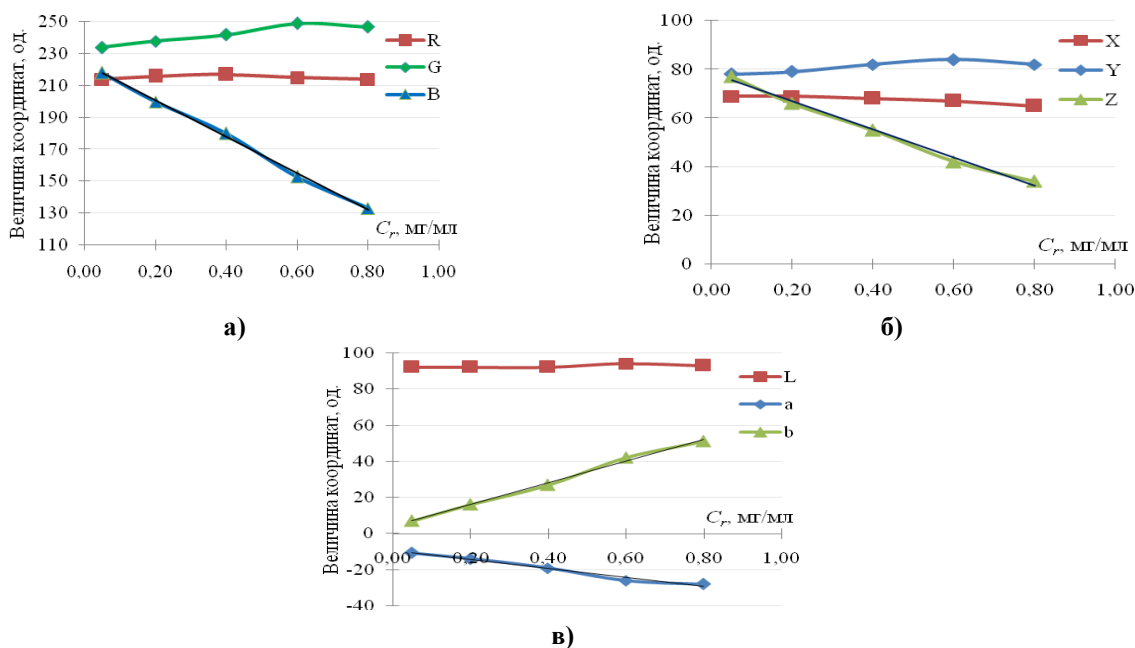 Величина координат, од.
250
230
210
190
170
150
130
110
R
G
B
C_r, мг/мл
0,00 0,20 0,40 0,60 0,80 1,00
а)
Величина координат, од.
100
80
60
40
20
0
X
Y
Z
C_r, мг/мл
0,00 0,20 0,40 0,60 0,80 1,00
б)
Величина координат, од.
100
80
60
40
20
0
-20
-40
L
a
b
C_r, мг/мл
0,00 0,20 0,40 0,60 0,80 1,00
в)